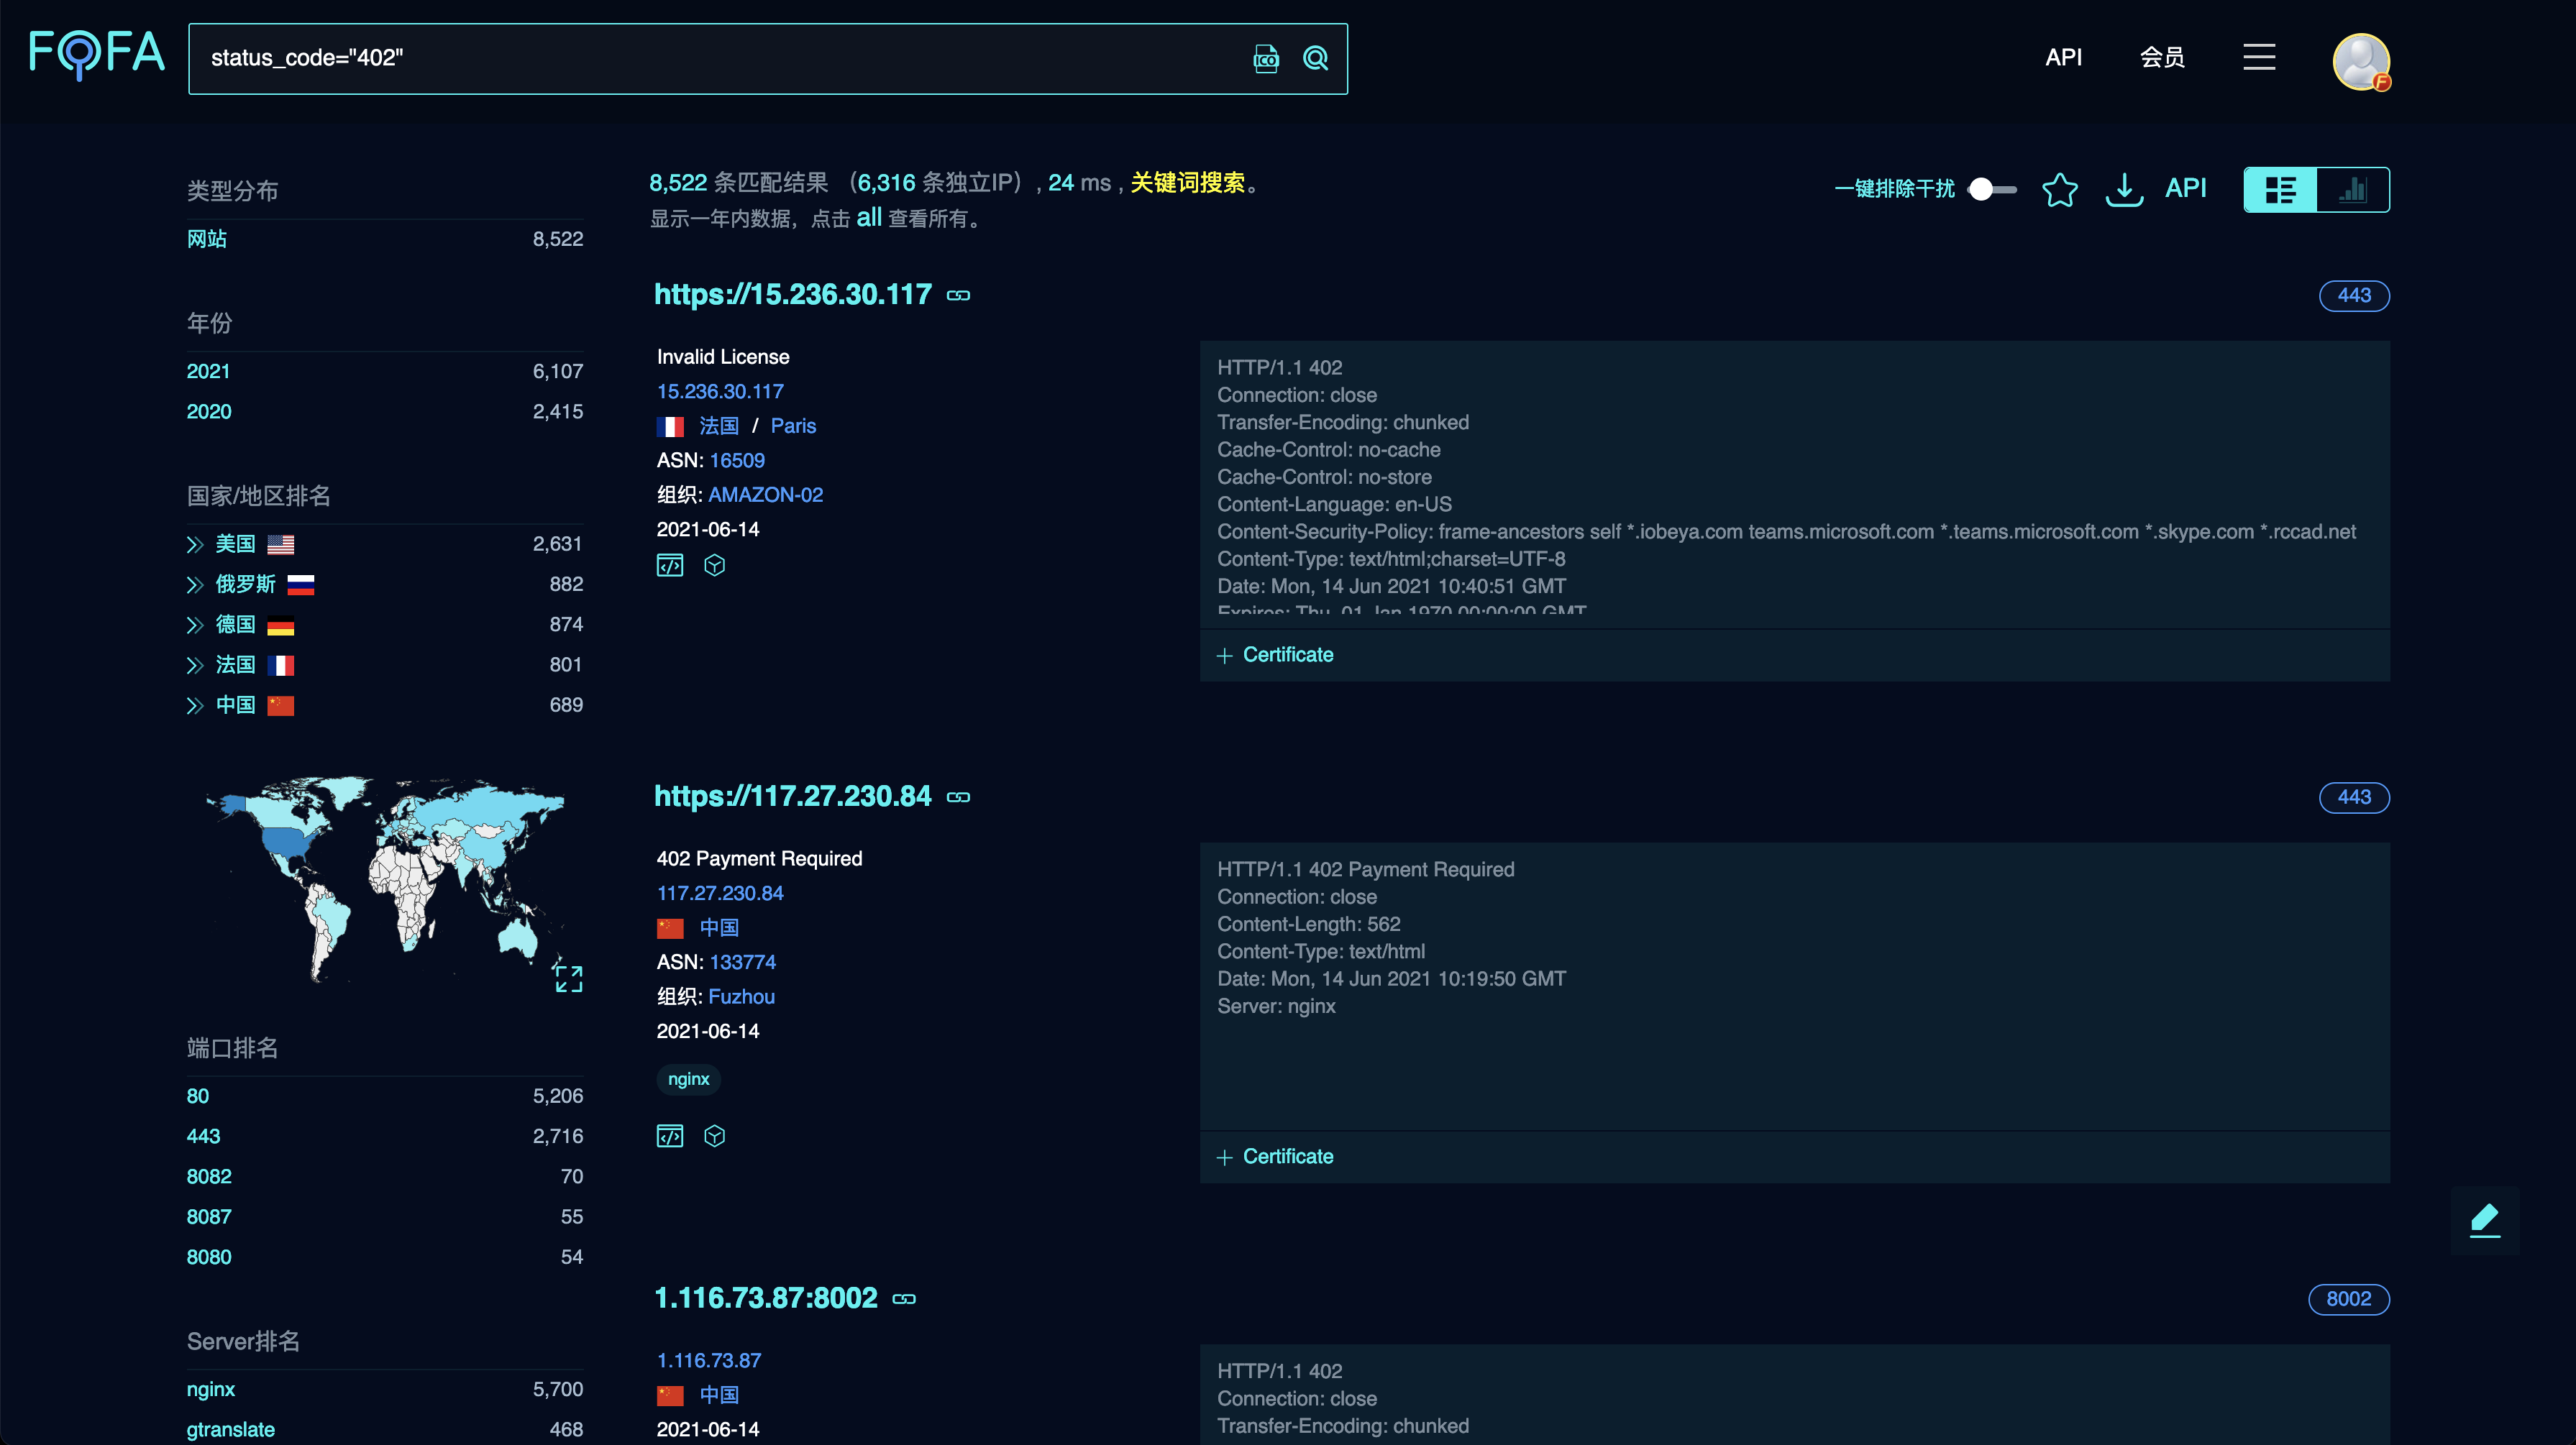 FOFA
status_code="402"
ICO
API
会员
F
类型分布
网站 8,522
年份
2021 6,107
2020 2,415
国家/地区排名
美国 2,631
俄罗斯 882
德国 874
法国 801
中国 689
端口排名
80 5,206
443 2,716
8082 70
8087 55
8080 54
Server排名
nginx 5,700
gtranslate 468
8,522 条匹配结果 （6,316 条独立IP）, 24 ms , 关键词搜索。
显示一年内数据，点击 all 查看所有。
一键排除干扰
API
https://15.236.30.117
443
Invalid License
15.236.30.117
法国 / Paris
ASN: 16509
组织: AMAZON-02
2021-06-14
HTTP/1.1 402
Connection: close
Transfer-Encoding: chunked
Cache-Control: no-cache
Cache-Control: no-store
Content-Language: en-US
Content-Security-Policy: frame-ancestors self *.iobeya.com teams.microsoft.com *.teams.microsoft.com *.skype.com *.rccad.net
Content-Type: text/html;charset=UTF-8
Date: Mon, 14 Jun 2021 10:40:51 GMT
Expires: Thu, 01 Jan 1970 00:00:00 GMT
Certificate
https://117.27.230.84
443
402 Payment Required
117.27.230.84
中国
ASN: 133774
组织: Fuzhou
2021-06-14
nginx
HTTP/1.1 402 Payment Required
Connection: close
Content-Length: 562
Content-Type: text/html
Date: Mon, 14 Jun 2021 10:19:50 GMT
Server: nginx
Certificate
1.116.73.87:8002
8002
1.116.73.87
中国
2021-06-14
HTTP/1.1 402
Connection: close
Transfer-Encoding: chunked